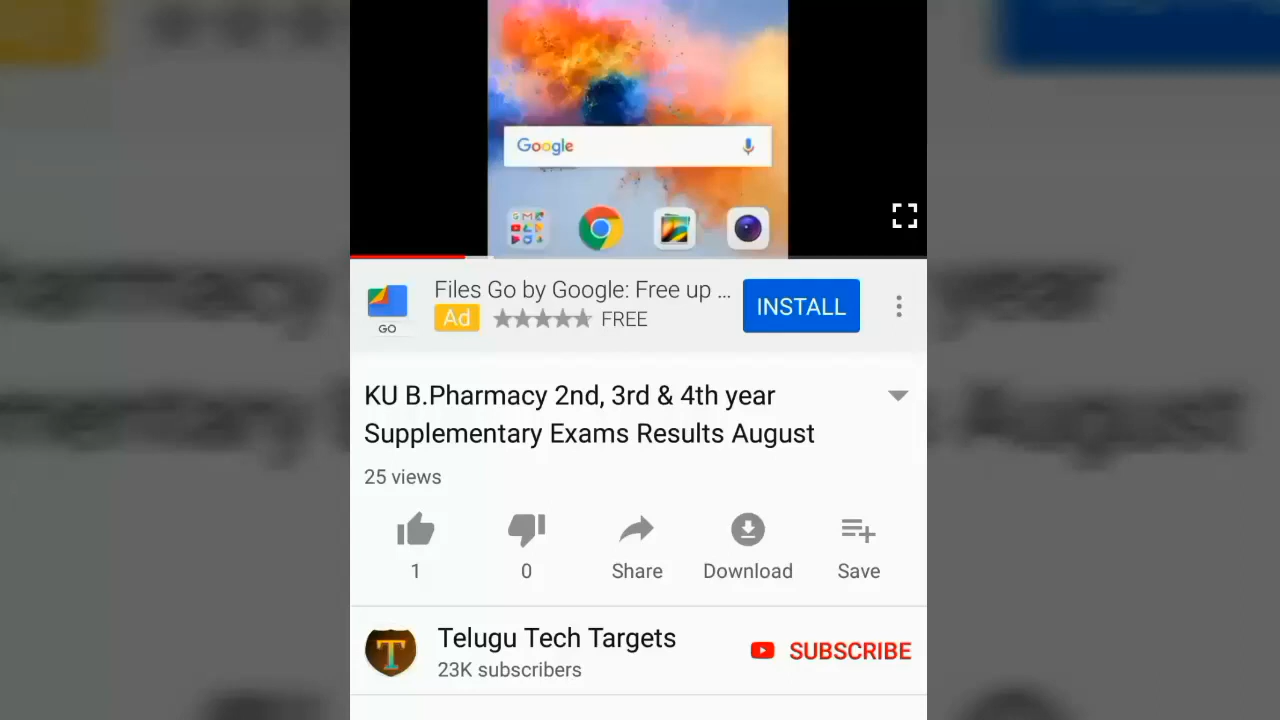 Google
GO
Files Go by Google: Free up ...
Ad
FREE
INSTALL
KU B.Pharmacy 2nd, 3rd & 4th year
Supplementary Exams Results August
25 views
1
0
Share
Download
Save
T
Telugu Tech Targets
23K subscribers
SUBSCRIBE